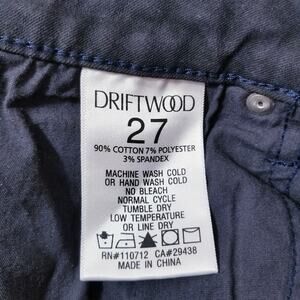 DRIFTWOOD
27
90% COTTON 7% POLYESTER
3% SPANDEX
MACHINE WASH COLD
OR HAND WASH COLD
NO BLEACH
NORMAL CYCLE
TUMBLE DRY
LOW TEMPERATURE
OR LINE DRY
RN#110712 CA#29438
MADE IN CHINA